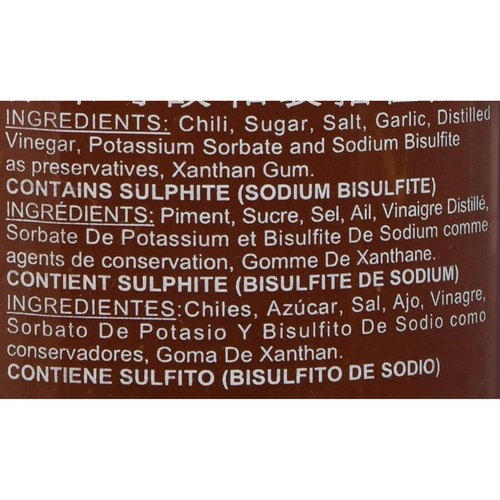 INGREDIENTS: Chili, Sugar, Salt, Garlic, Distilled
Vinegar, Potassium Sorbate and Sodium Bisulfite
as preservatives, Xanthan Gum.
CONTAINS SULPHITE (SODIUM BISULFITE)
INGRÉDIENTS: Piment, Sucre, Sel, Ail, Vinaigre Distillé,
Sorbate De Potassium et Bisulfite De Sodium comme
agents de conservation, Gomme De Xanthane.
CONTIENT SULPHITE (BISULFITE DE SODIUM)
INGREDIENTES:Chiles, Azúcar, Sal, Ajo, Vinagre,
Sorbato De Potasio Y Bisulfito De Sodio como
conservadores, Goma De Xanthan.
CONTIENE SULFITO (BISULFITO DE SODIO)